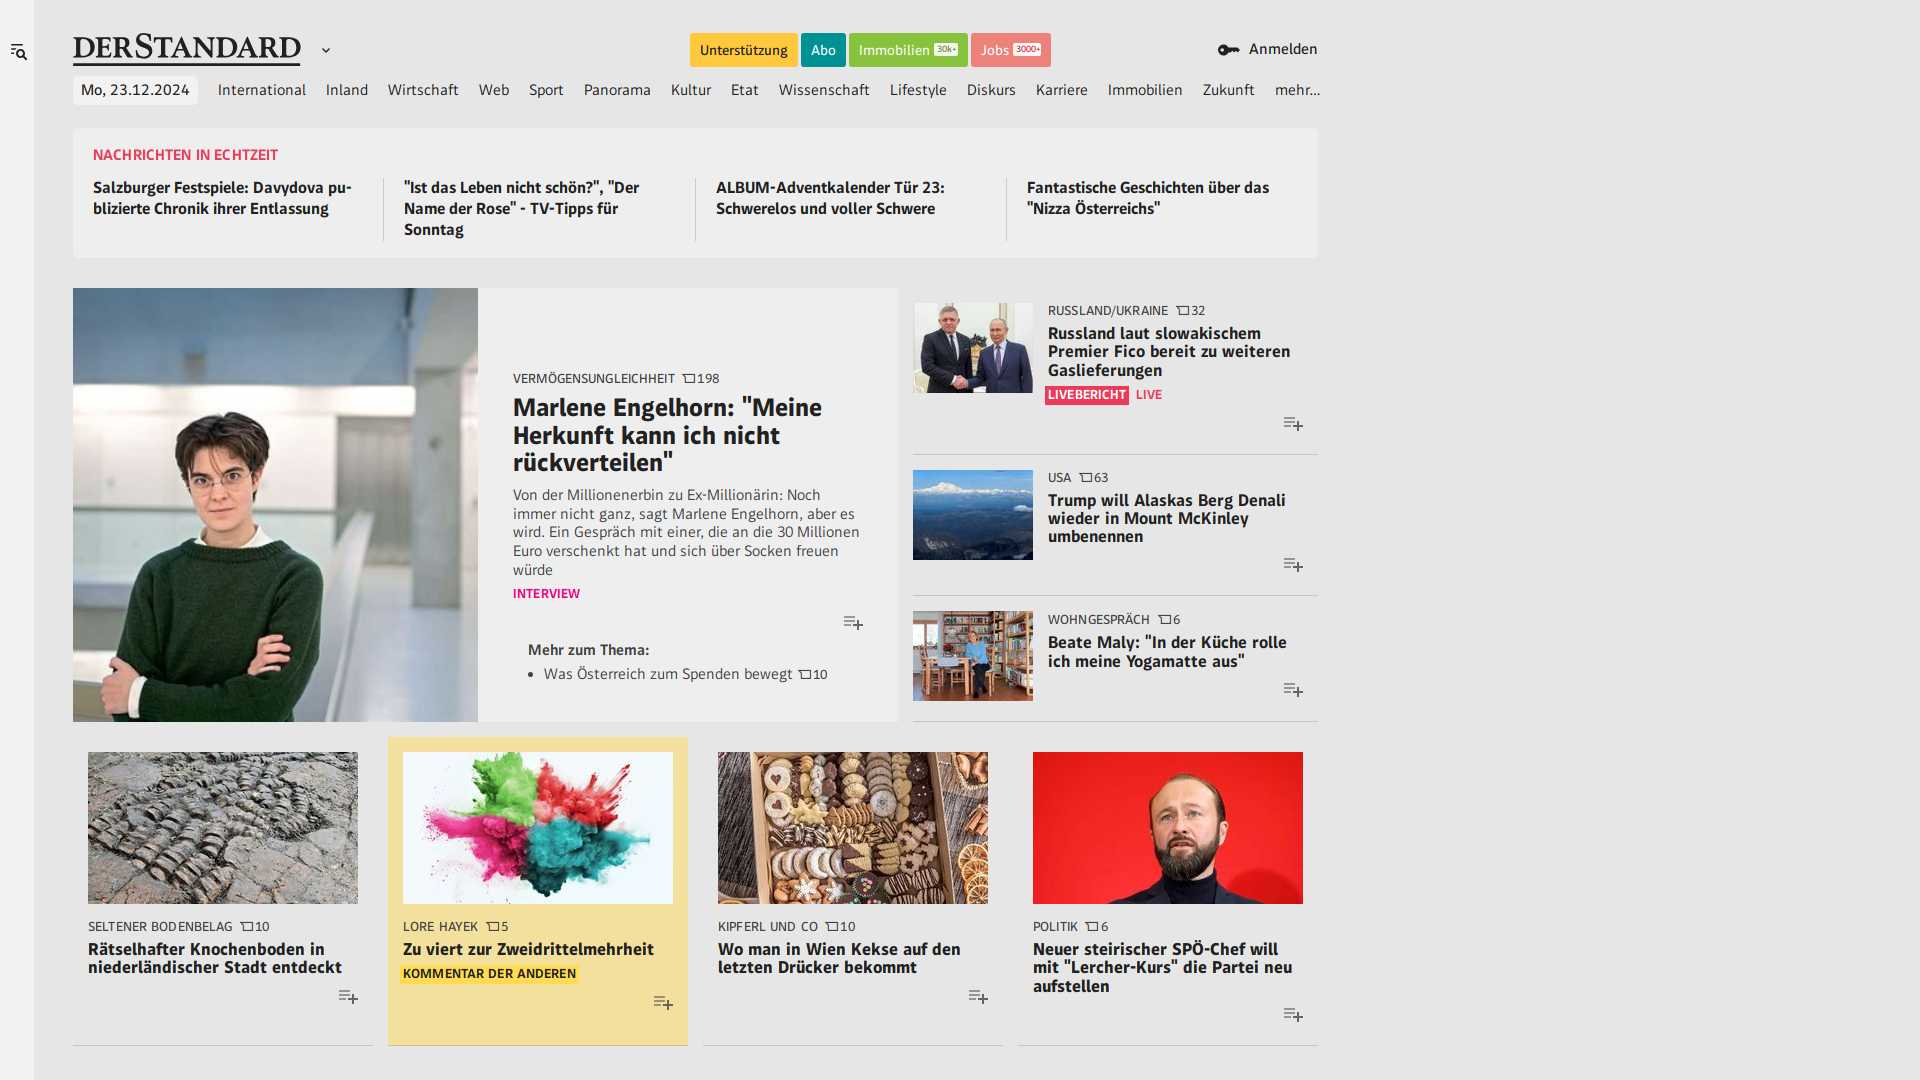 DERSTANDARD
Unterstützung
Abo
Immobilien 30k+
Jobs 3000+
Anmelden
Mo, 23.12.2024
International
Inland
Wirtschaft
Web
Sport
Panorama
Kultur
Etat
Wissenschaft
Lifestyle
Diskurs
Karriere
Immobilien
Zukunft
mehr...
NACHRICHTEN IN ECHTZEIT
Salzburger Festspiele: Davydova pu-
blizierte Chronik ihrer Entlassung
"Ist das Leben nicht schön?", "Der
Name der Rose" - TV-Tipps für
Sonntag
ALBUM-Adventkalender Tür 23:
Schwerelos und voller Schwere
Fantastische Geschichten über das
"Nizza Österreichs"
VERMÖGENSUNGLEICHHEIT 198
Marlene Engelhorn: "Meine
Herkunft kann ich nicht
rückverteilen"
Von der Millionenerbin zu Ex-Millionärin: Noch
immer nicht ganz, sagt Marlene Engelhorn, aber es
wird. Ein Gespräch mit einer, die an die 30 Millionen
Euro verschenkt hat und sich über Socken freuen
würde
INTERVIEW
Mehr zum Thema:
Was Österreich zum Spenden bewegt 10
RUSSLAND/UKRAINE 32
Russland laut slowakischem
Premier Fico bereit zu weiteren
Gaslieferungen
LIVEBERICHT LIVE
USA 63
Trump will Alaskas Berg Denali
wieder in Mount McKinley
umbenennen
WOHNGESPRÄCH 6
Beate Maly: "In der Küche rolle
ich meine Yogamatte aus"
SELTENER BODENBELAG 10
Rätselhafter Knochenboden in
niederländischer Stadt entdeckt
LORE HAYEK 5
Zu viert zur Zweidrittelmehrheit
KOMMENTAR DER ANDEREN
KIPFERL UND CO 10
Wo man in Wien Kekse auf den
letzten Drücker bekommt
POLITIK 6
Neuer steirischer SPÖ-Chef will
mit "Lercher-Kurs" die Partei neu
aufstellen